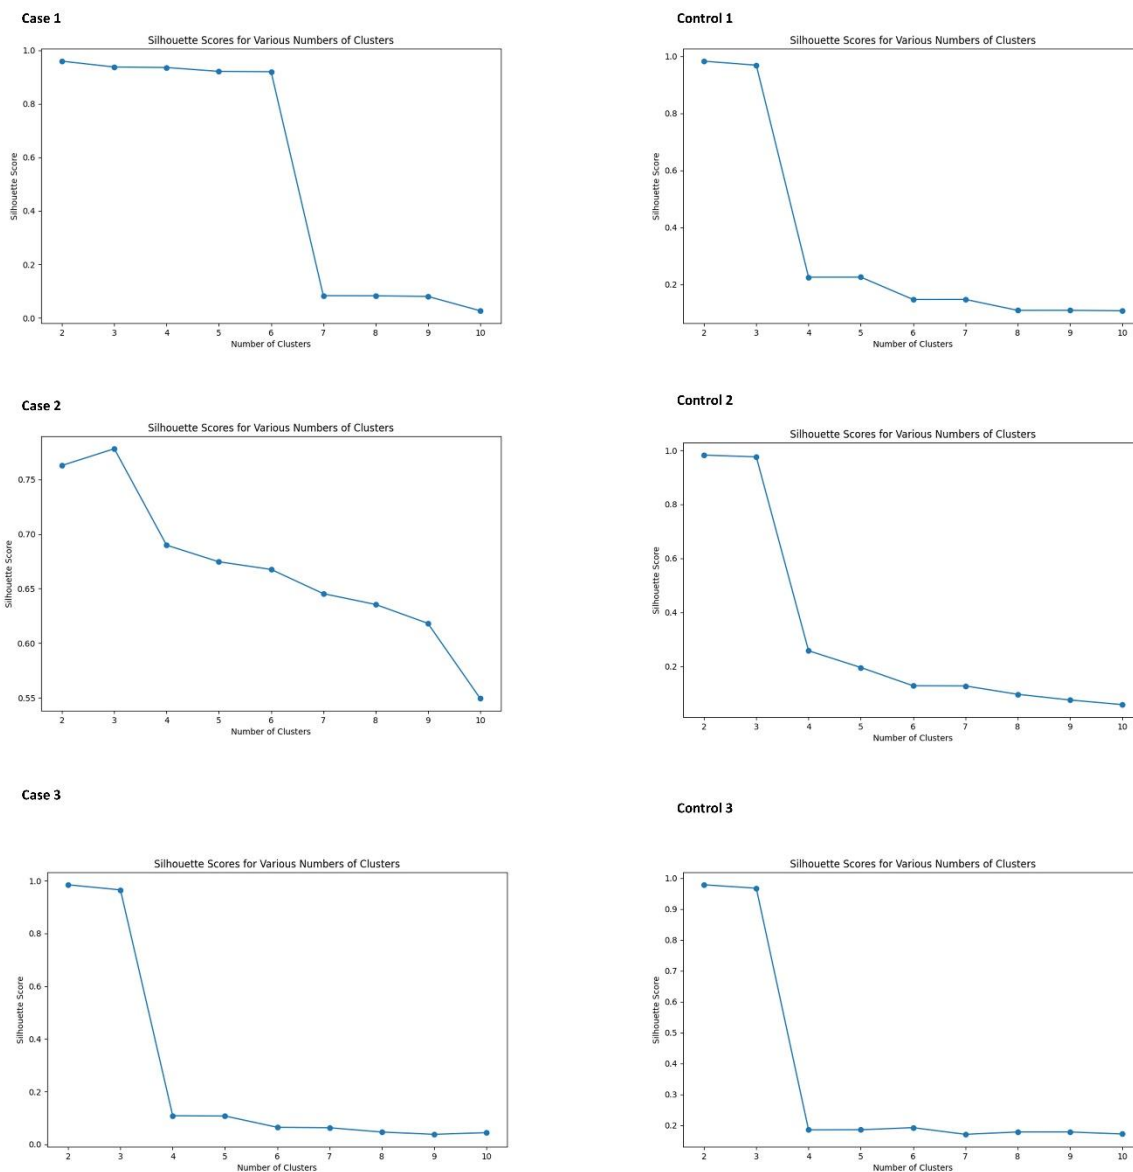 Case 1
Silhouette Scores for Various Numbers of Clusters
1.0
0.8
0.6
0.4
0.2
0.0
Silhouette Score
2 3 4 5 6 7 8 9 10
Number of Clusters
Control 1
Silhouette Scores for Various Numbers of Clusters
1.0
0.8
0.6
0.4
0.2
Silhouette Score
2 3 4 5 6 7 8 9 10
Number of Clusters
Case 2
Silhouette Scores for Various Numbers of Clusters
0.75
0.70
0.65
0.60
0.55
Silhouette Score
2 3 4 5 6 7 8 9 10
Number of Clusters
Control 2
Silhouette Scores for Various Numbers of Clusters
1.0
0.8
0.6
0.4
0.2
Silhouette Score
2 3 4 5 6 7 8 9 10
Number of Clusters
Case 3
Silhouette Scores for Various Numbers of Clusters
1.0
0.8
0.6
0.4
0.2
0.0
Silhouette Score
2 3 4 5 6 7 8 9 10
Number of Clusters
Control 3
Silhouette Scores for Various Numbers of Clusters
1.0
0.9
0.8
0.7
0.6
0.5
0.4
0.3
0.2
Silhouette Score
2 3 4 5 6 7 8 9 10
Number of Clusters